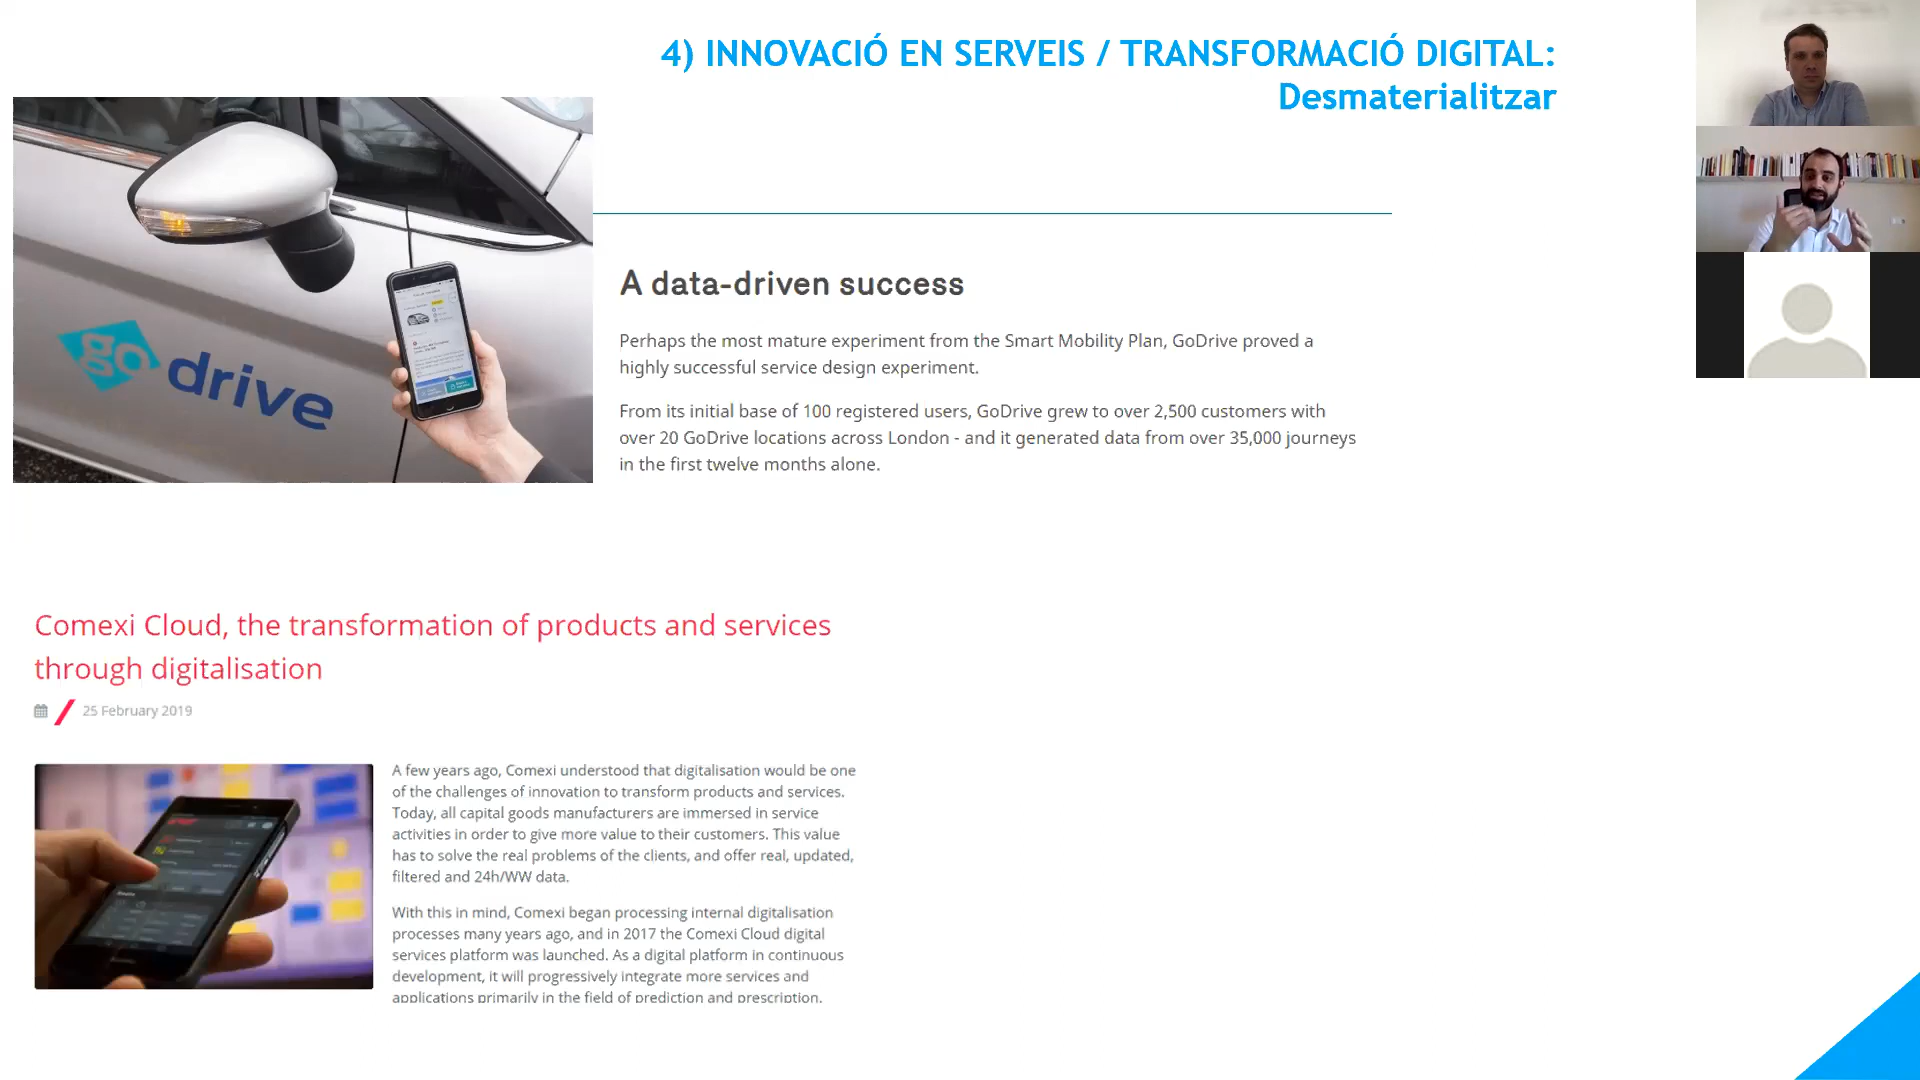 4) INNOVACIÓ EN SERVEIS / TRANSFORMACIÓ DIGITAL:
Desmaterialitzar
go drive
A data-driven success
Perhaps the most mature experiment from the Smart Mobility Plan, GoDrive proved a
highly successful service design experiment.
From its initial base of 100 registered users, GoDrive grew to over 2,500 customers with
over 20 GoDrive locations across London - and it generated data from over 35,000 journeys
in the first twelve months alone.
Comexi Cloud, the transformation of products and services
through digitalisation
25 February 2019
A few years ago, Comexi understood that digitalisation would be one
of the challenges of innovation to transform products and services.
Today, all capital goods manufacturers are immersed in service
activities in order to give more value to their customers. This value
has to solve the real problems of the clients, and offer real, updated,
filtered and 24h/WW data.
With this in mind, Comexi began processing internal digitalisation
processes many years ago, and in 2017 the Comexi Cloud digital
services platform was launched. As a digital platform in continuous
development, it will progressively integrate more services and
applications primarily in the field of prediction and prescription.